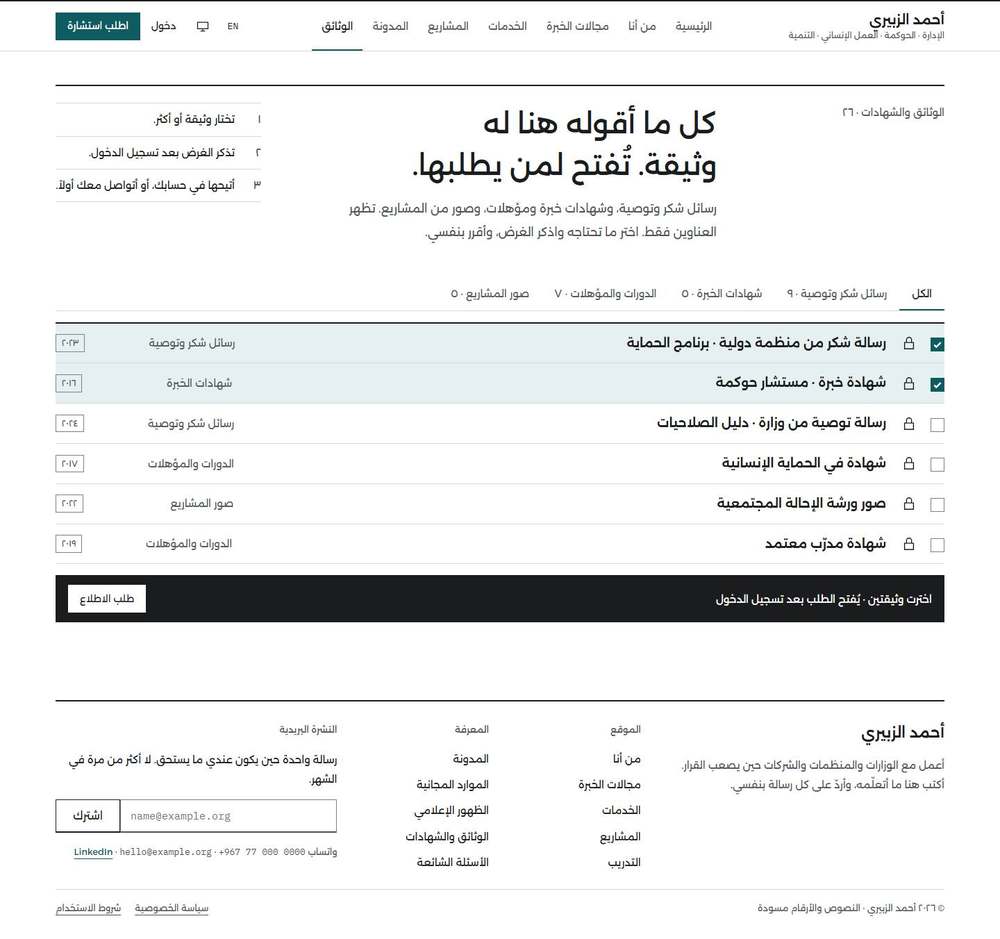 أحمد الزبيري
الإدارة · الحوكمة · العمل الإنساني · التنمية
الرئيسية
من أنا
مجالات الخبرة
الخدمات
المشاريع
المدونة
الوثائق
EN
دخول
اطلب استشارة
الوثائق والشهادات · ٢٦
كل ما أقوله هنا له
وثيقة. تُفتح لمن يطلبها.
رسائل شكر وتوصية، وشهادات خبرة ومؤهلات، وصور من المشاريع. تظهر
العناوين فقط. اختر ما تحتاجه واذكر الغرض، وأقرر بنفسي.
١ تختار وثيقة أو أكثر.
٢ تذكر الغرض بعد تسجيل الدخول.
٣ أتيحها في حسابك، أو أتواصل معك أولاً.
الكل
رسائل شكر وتوصية · ٩
شهادات الخبرة · ٥
الدورات والمؤهلات · ٧
صور المشاريع · ٥
رسالة شكر من منظمة دولية · برنامج الحماية رسائل شكر وتوصية ٢٠٢٣
شهادة خبرة · مستشار حوكمة شهادات الخبرة ٢٠١٦
رسالة توصية من وزارة · دليل الصلاحيات رسائل شكر وتوصية ٢٠٢٤
شهادة في الحماية الإنسانية الدورات والمؤهلات ٢٠١٧
صور ورشة الإحالة المجتمعية صور المشاريع ٢٠٢٢
شهادة مدرّب معتمد الدورات والمؤهلات ٢٠١٩
اخترت وثيقتين · يُفتح الطلب بعد تسجيل الدخول
طلب الاطلاع
أحمد الزبيري
أعمل مع الوزارات والمنظمات والشركات حين يصعب القرار.
أكتب هنا ما أتعلّمه، وأردّ على كل رسالة بنفسي.
الموقع
من أنا
مجالات الخبرة
الخدمات
المشاريع
التدريب
المعرفة
المدونة
الموارد المجانية
الظهور الإعلامي
الوثائق والشهادات
الأسئلة الشائعة
النشرة البريدية
رسالة واحدة حين يكون عندي ما يستحق. لا أكثر من مرة في
الشهر.
name@example.org
اشترك
واتساب ‎+967 77 000 0000 · hello@example.org · LinkedIn
© ٢٠٢٦ أحمد الزبيري · النصوص والأرقام مسودة
سياسة الخصوصية
شروط الاستخدام